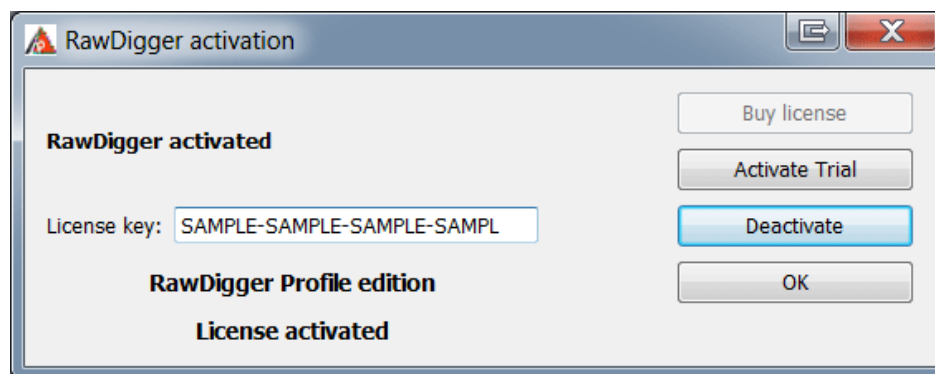 RawDigger activation
Buy license
RawDigger activated
Activate Trial
License key: SAMPLE-SAMPLE-SAMPLE-SAMPL
Deactivate
RawDigger Profile edition
OK
License activated